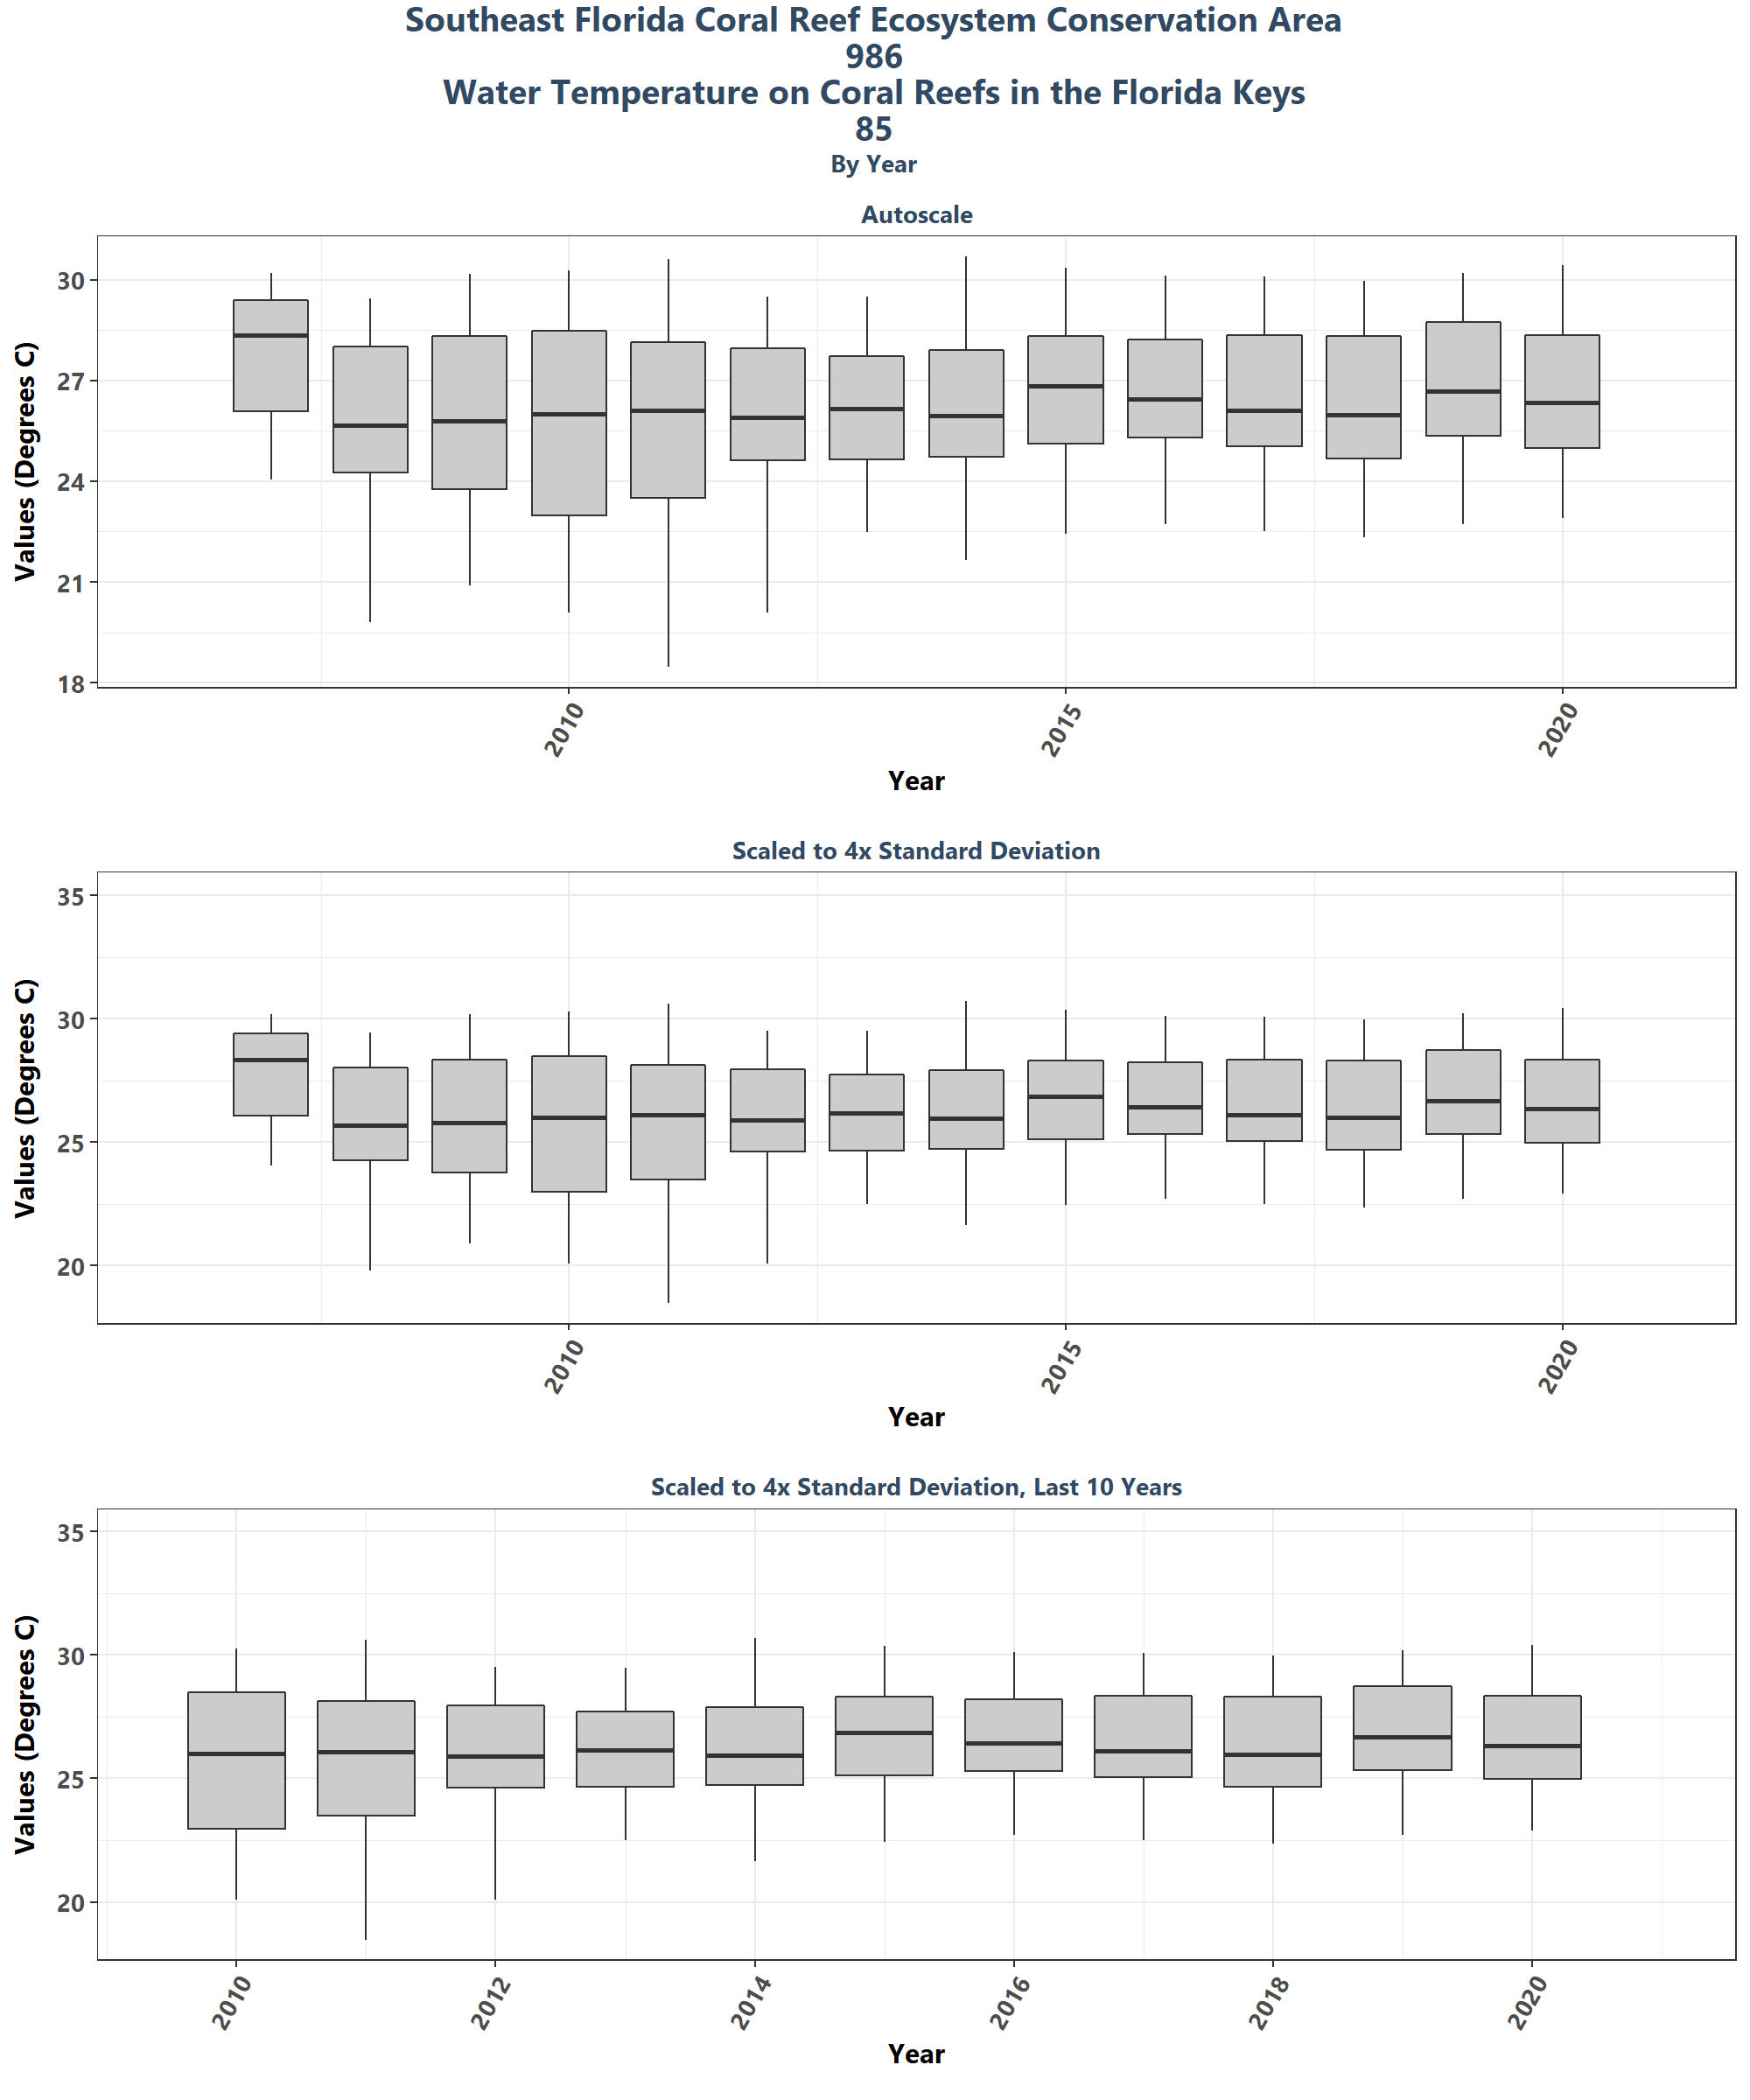 Southeast Florida Coral Reef Ecosystem Conservation Area
986
Water Temperature on Coral Reefs in the Florida Keys
85
By Year
Autoscale
Values (Degrees C)
30
27
24
21
18
2010
2015
2020
Year
Scaled to 4x Standard Deviation
Values (Degrees C)
35
30
25
20
2010
2015
2020
Year
Scaled to 4x Standard Deviation, Last 10 Years
Values (Degrees C)
35
30
25
20
2010
2012
2014
2016
2018
2020
Year